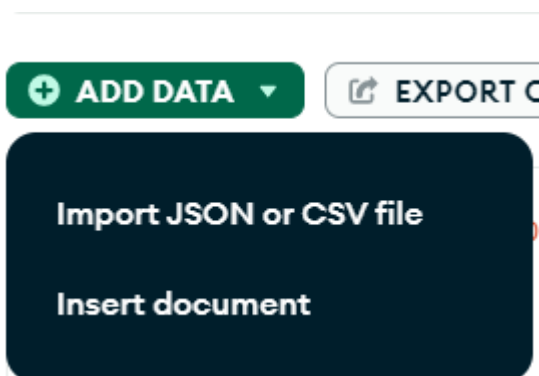 ADD DATA
EXPORT
Import JSON or CSV file
Insert document